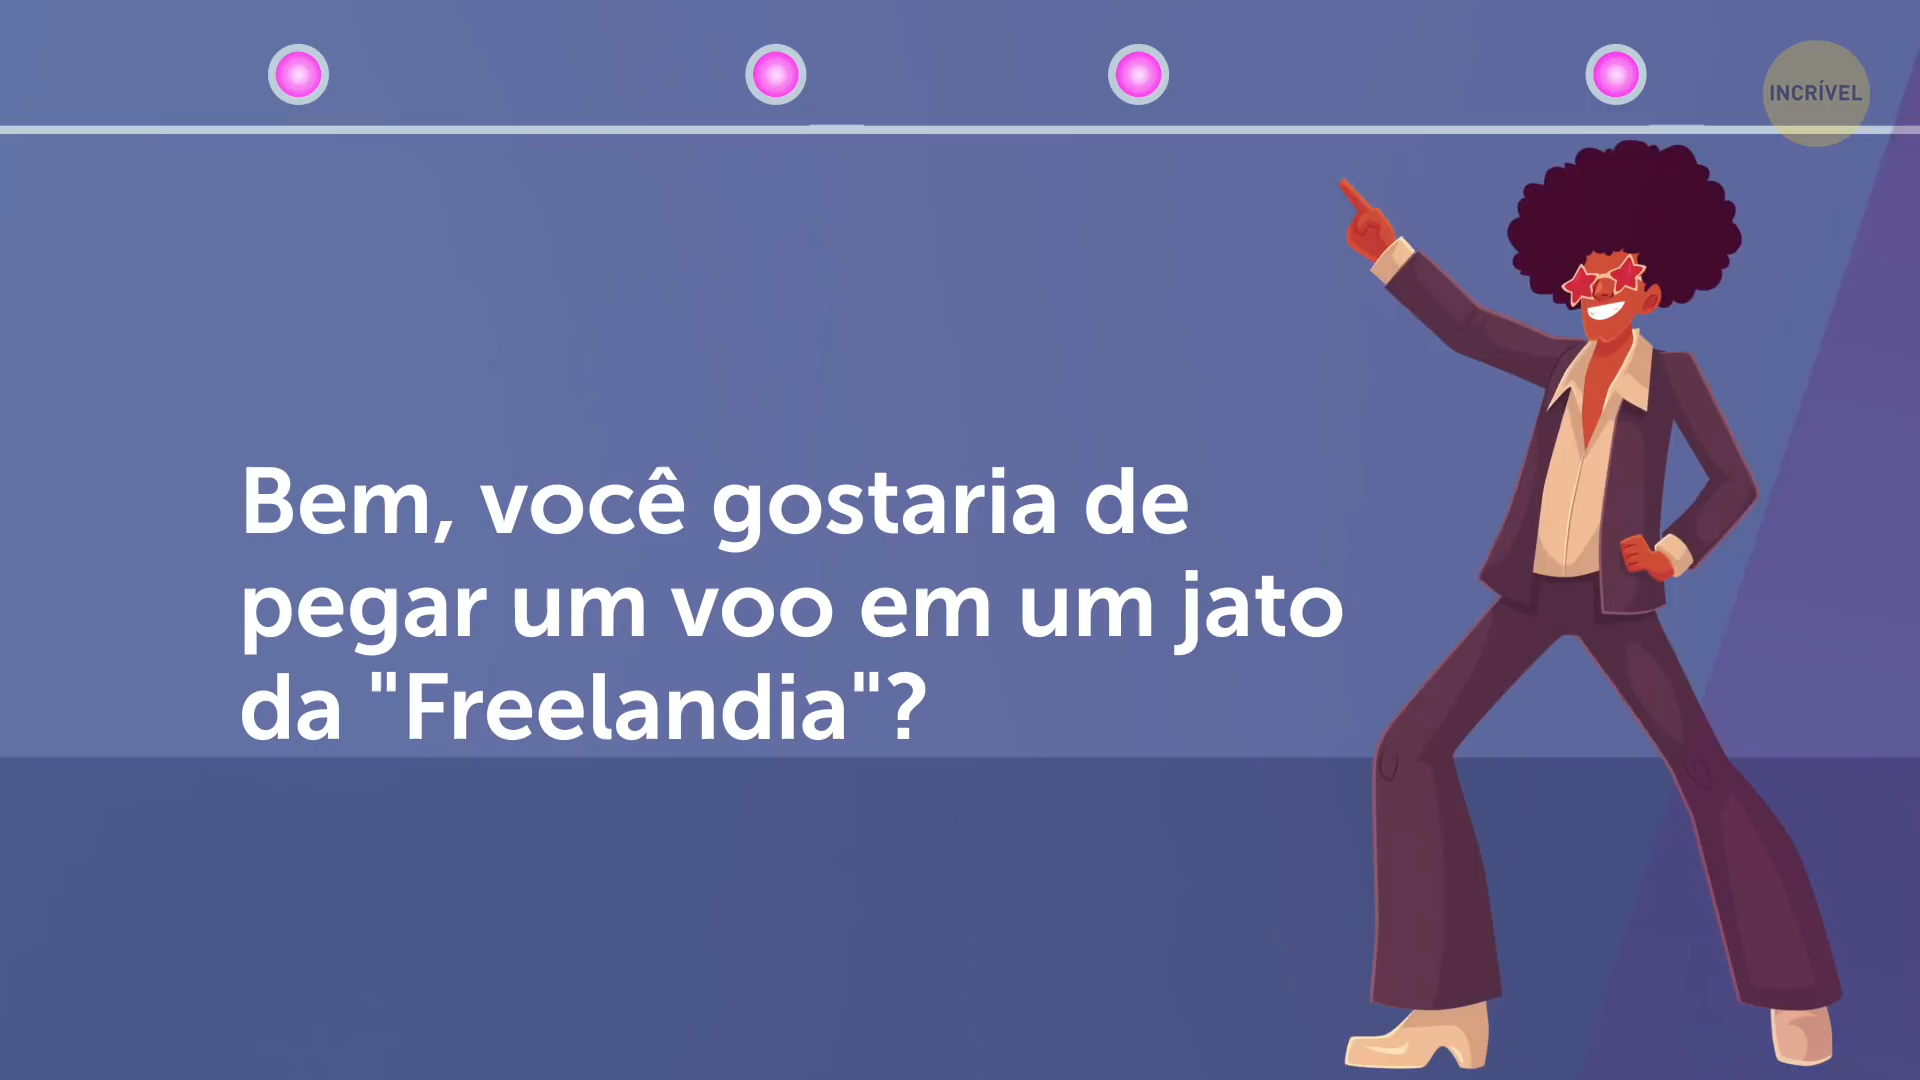 INCRÍVEL
Bem, você gostaria de
pegar um voo em um jato
da "Freelandia"?